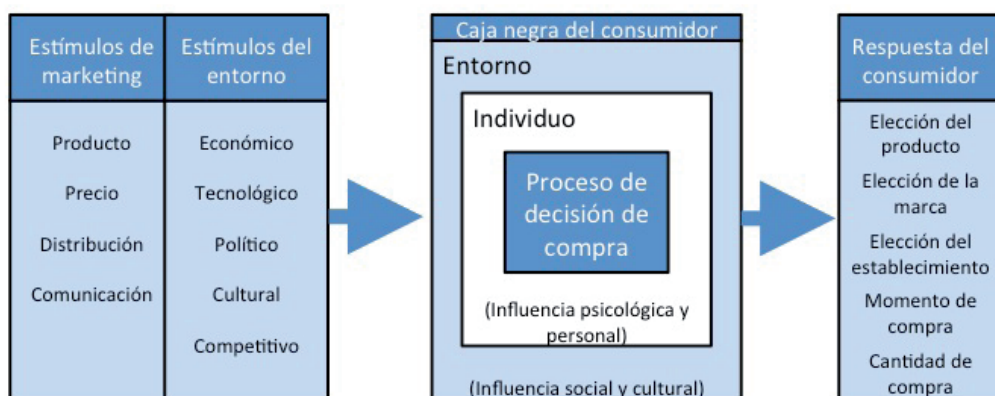 Estímulos de
marketing
Estímulos del
entorno
Producto
Precio
Distribución
Comunicación
Económico
Tecnológico
Político
Cultural
Competitivo
Caja negra del consumidor
Entorno
Individuo
Proceso de
decisión de
compra
(Influencia psicológica y
personal)
(Influencia social y cultural)
Respuesta del
consumidor
Elección del
producto
Elección de la
marca
Elección del
establecimiento
Momento de
compra
Cantidad de
compra